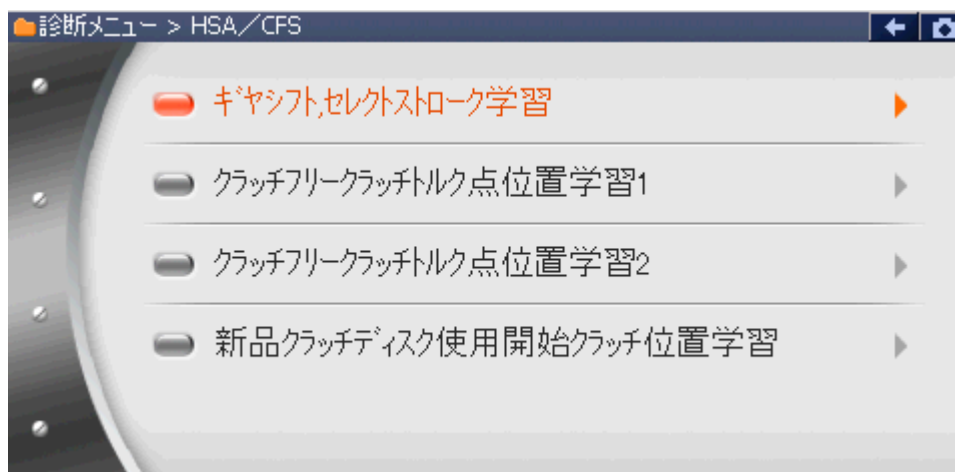 診断メニュー > HSA／CFS
ｷﾞﾔｼﾌﾄ,ｾﾚｸﾄｽﾄﾛｰｸ学習
ｸﾗｯﾁﾌﾘｰｸﾗｯﾁﾄﾙｸ点位置学習1
ｸﾗｯﾁﾌﾘｰｸﾗｯﾁﾄﾙｸ点位置学習2
新品ｸﾗｯﾁﾃﾞｨｽｸ使用開始ｸﾗｯﾁ位置学習